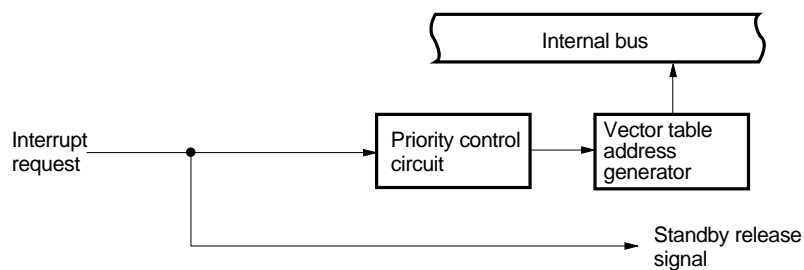 Internal bus
Interrupt
request
Priority control
circuit
Vector table
address
generator
Standby release
signal